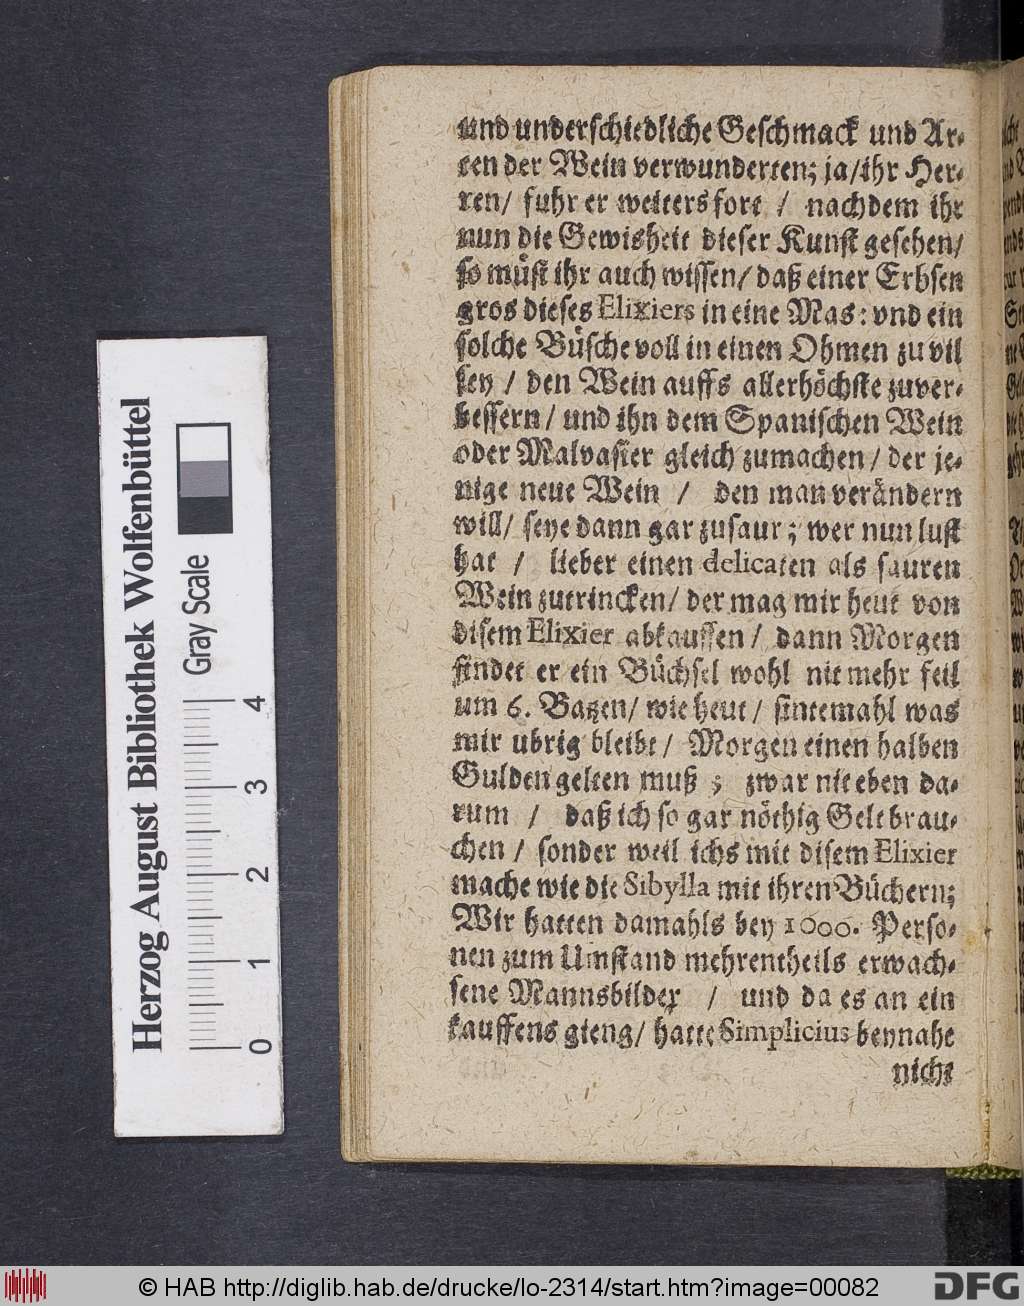 und underschiedliche Geschmack und Ar-
ten der Wein verwunderten; ja/ ihr Her-
ren/ fuhr er weiters fort / nachdem ihr
nun die Gewisheit dieser Kunst gesehen/
so müst ihr auch wissen/ daß einer Erbsen
gros dieses Elixiers in eine Mas: vnd ein
solche Büsche voll in einen Ohmen zu vil
sey / den Wein auffs allerhöchste zuver-
bessern/ und ihn dem Spanischen Wein
oder Malvasier gleich zumachen/ der je-
nige neue Wein / den man verändern
will/ seye dann gar zusaur; wer nun lust
hat / lieber einen delicaten als sauren
Wein zutrincken/ der mag mir heut von
disem Elixier abkauffen/ dann Morgen
findet er ein Büchsel wohl nit mehr feil
um 6. Batzen/ wie heut/ sintemahl was
mir ubrig bleibt/ Morgen einen halben
Gulden gelten muß; zwar nit eben da-
rum / daß ich so gar nöthig Gelt brau-
chen/ sonder weil ichs mit disem Elixier
mache wie die Sibylla mit ihren Büchern;
Wir hatten damahls bey 1000. Perso-
nen zum Umstand mehrentheils erwach-
sene Mannsbilder / und da es an ein
kauffens gieng/ hatte Simplicius beynahe
nicht
Herzog August Bibliothek Wolfenbüttel
Gray Scale
0 1 2 3 4
© HAB http://diglib.hab.de/drucke/lo-2314/start.htm?image=00082
DFG